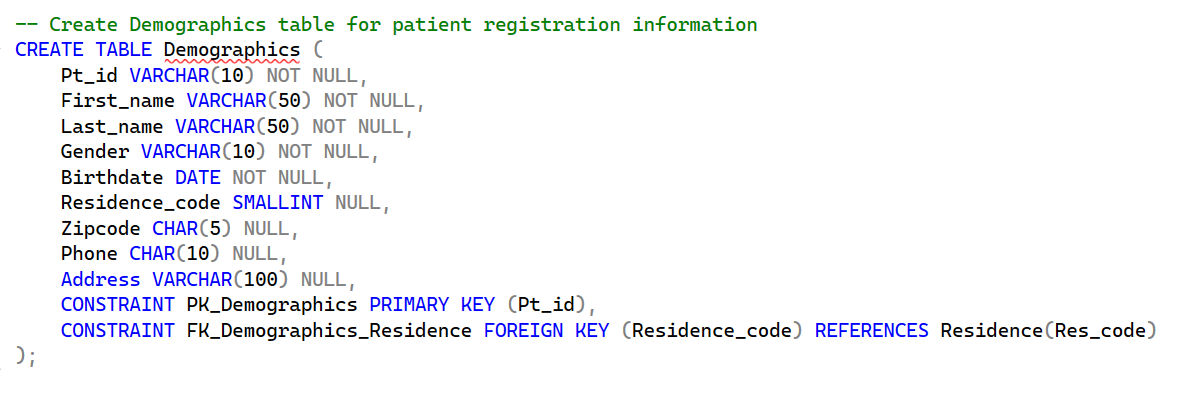 -- Create Demographics table for patient registration information
CREATE TABLE Demographics (
    Pt_id VARCHAR(10) NOT NULL,
    First_name VARCHAR(50) NOT NULL,
    Last_name VARCHAR(50) NOT NULL,
    Gender VARCHAR(10) NOT NULL,
    Birthdate DATE NOT NULL,
    Residence_code SMALLINT NULL,
    Zipcode CHAR(5) NULL,
    Phone CHAR(10) NULL,
    Address VARCHAR(100) NULL,
    CONSTRAINT PK_Demographics PRIMARY KEY (Pt_id),
    CONSTRAINT FK_Demographics_Residence FOREIGN KEY (Residence_code) REFERENCES Residence(Res_code)
);